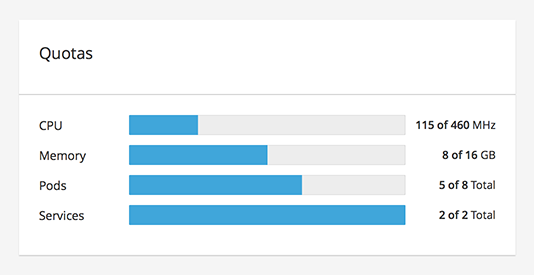 Quotas
CPU 115 of 460 MHz
Memory 8 of 16 GB
Pods 5 of 8 Total
Services 2 of 2 Total